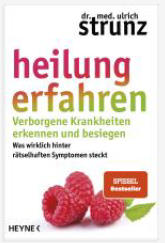 dr. med. ulrich
strunz
heilung
erfahren
Verborgene Krankheiten
erkennen und besiegen
Was wirklich hinter
rätselhaften Symptomen steckt
SPIEGEL
Bestseller
HEYNE <